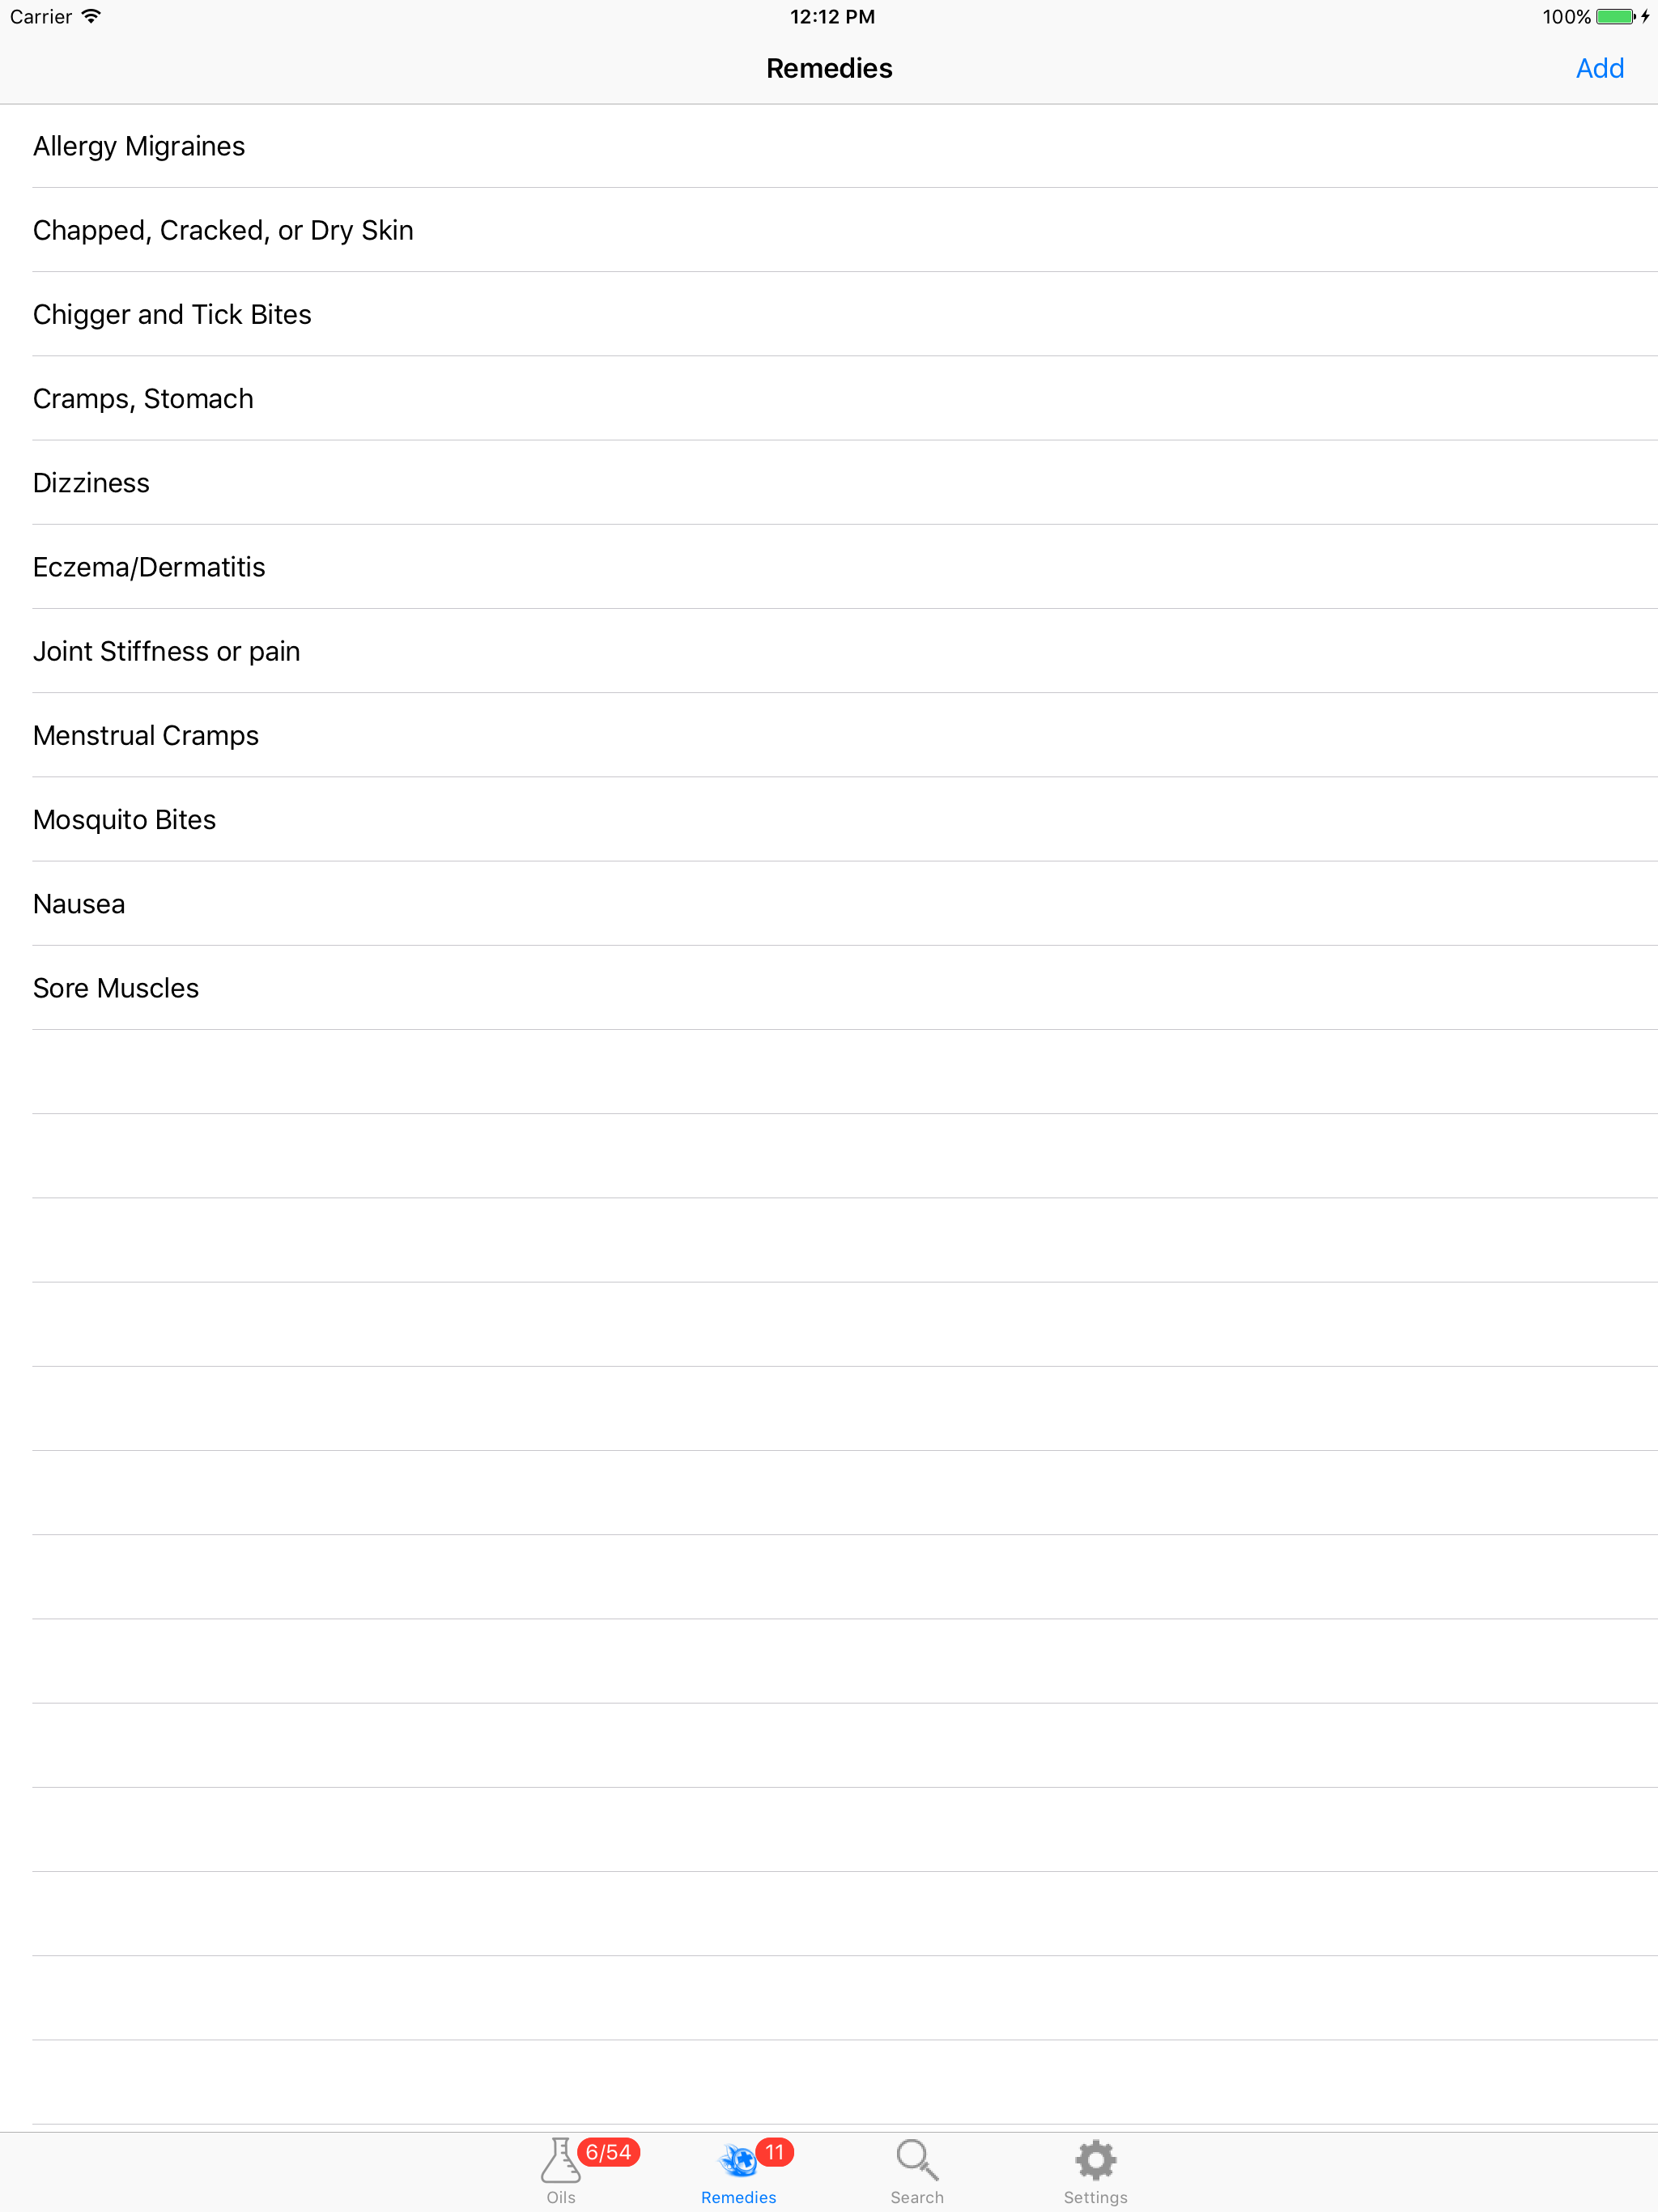 Carrier 12:12 PM 100%
Remedies Add
Allergy Migraines
Chapped, Cracked, or Dry Skin
Chigger and Tick Bites
Cramps, Stomach
Dizziness
Eczema/Dermatitis
Joint Stiffness or pain
Menstrual Cramps
Mosquito Bites
Nausea
Sore Muscles
6/54 11
Oils Remedies Search Settings